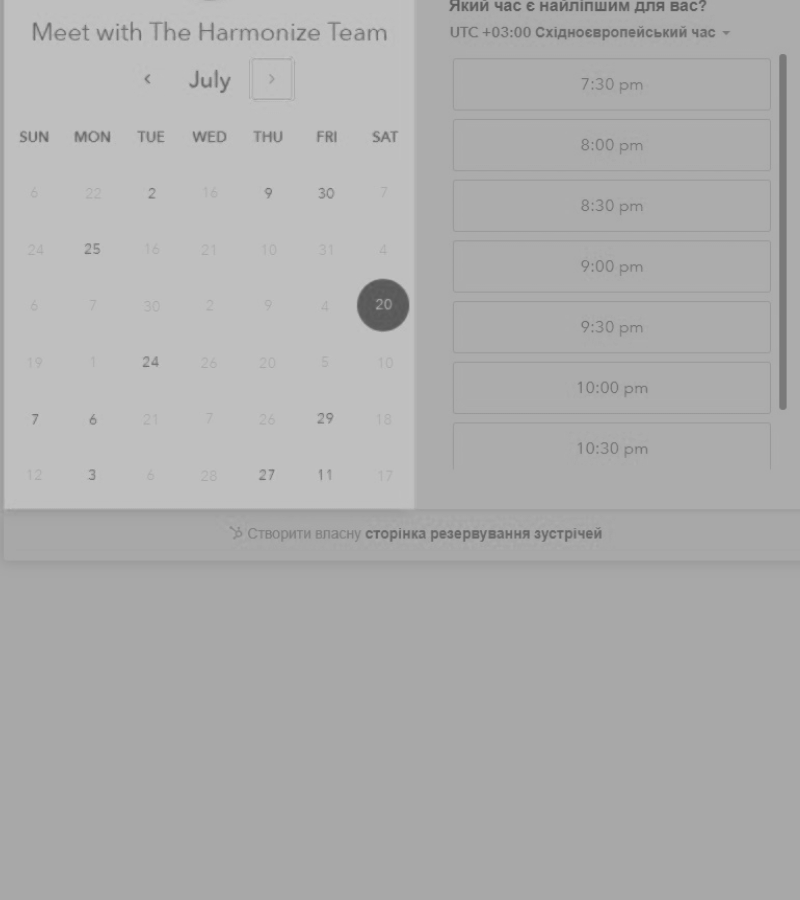 Meet with The Harmonize Team
July
SUN MON TUE WED THU FRI SAT
6 22 2 16 9 30 7
24 25 16 21 10 31 4
6 7 30 2 9 4 20
19 1 24 26 20 5 10
7 6 21 7 26 29 18
12 3 6 28 27 11 17
Який час є найліпшим для вас?
UTC +03:00 Східноєвропейський час
7:30 pm
8:00 pm
8:30 pm
9:00 pm
9:30 pm
10:00 pm
10:30 pm
Створити власну сторінка резервування зустрічей